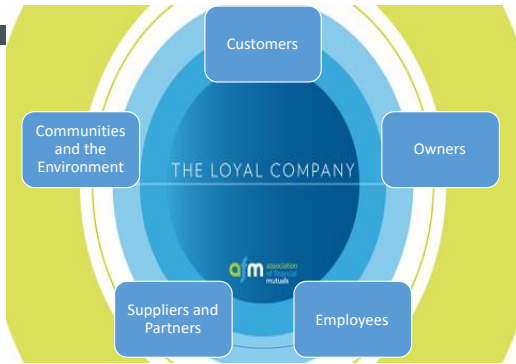 Customers
Communities
and the
Environment
Owners
THE LOYAL COMPANY
afm association
of financial
mutuals
Suppliers and
Partners
Employees